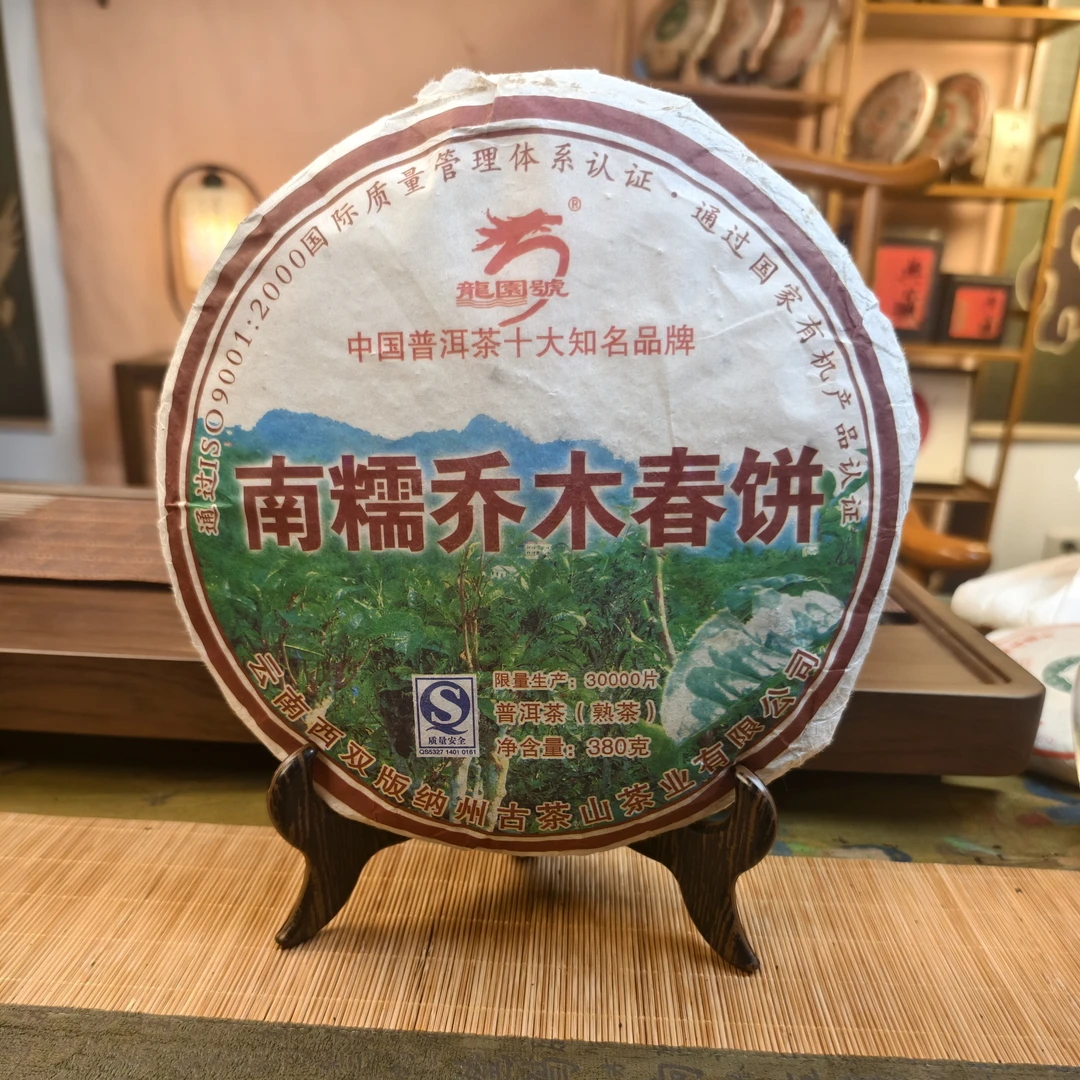 通过ISO9001:2000国际质量管理体系认证·通过国家有机产品认证
®
龍園號
中国普洱茶十大知名品牌
南糯乔木春饼
限量生产：30000片
普洱茶（熟茶）
净含量：380克
S
质量安全
QS5327 1401 0161
云南西双版纳州古茶山茶业有限公司